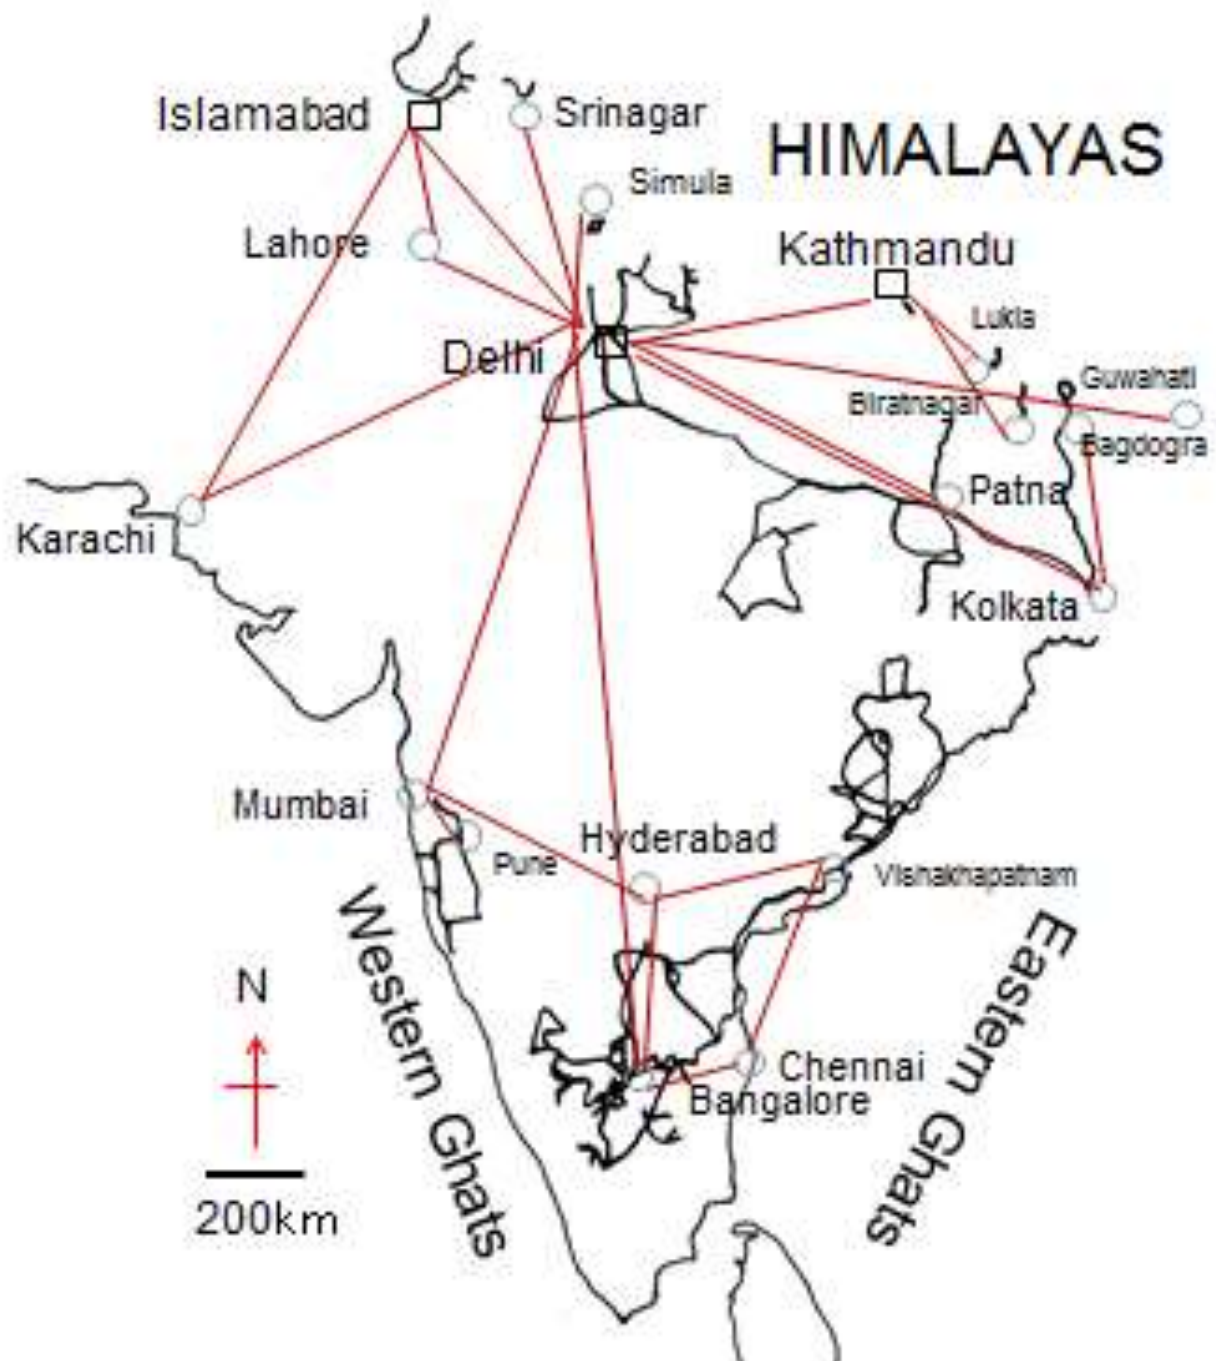 Islamabad
Srinagar
HIMALAYAS
Simula
Lahore
Kathmandu
Lukla
Delhi
Guwahati
Biratnagar
Bagdogra
Patna
Karachi
Kolkata
Mumbai
Hyderabad
Pune
Viishakhapatnam
Western Ghats
Eastern Ghats
N
Chennai
Bangalore
200km